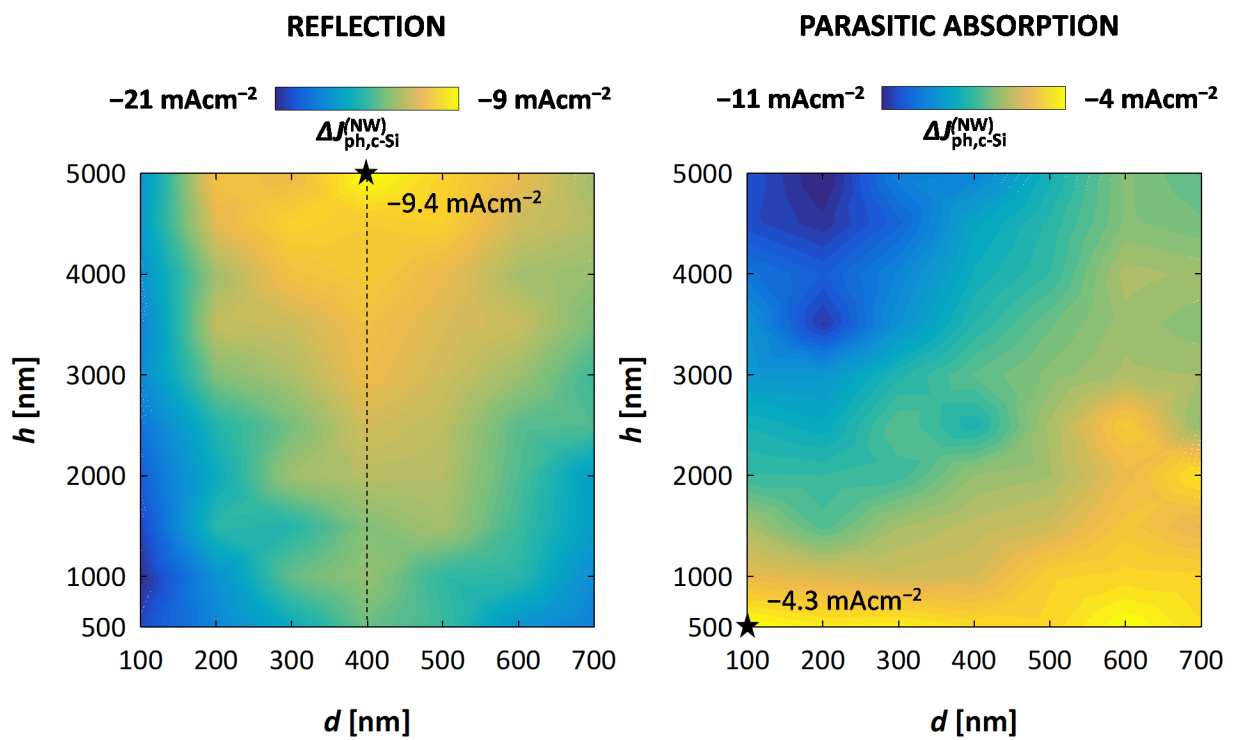 REFLECTION
−21 mAcm⁻² −9 mAcm⁻²
ΔJ(NW)ph,c-Si
5000
4000
3000
2000
1000
500
h [nm]
−9.4 mAcm⁻²
100 200 300 400 500 600 700
d [nm]
PARASITIC ABSORPTION
−11 mAcm⁻² −4 mAcm⁻²
ΔJ(NW)ph,c-Si
5000
4000
3000
2000
1000
500
h [nm]
−4.3 mAcm⁻²
100 200 300 400 500 600 700
d [nm]